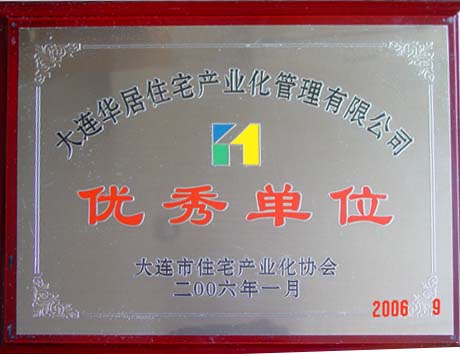 大连华居住宅产业化管理有限公司
优秀单位
大连市住宅产业化协会
二00六年一月
2006 9